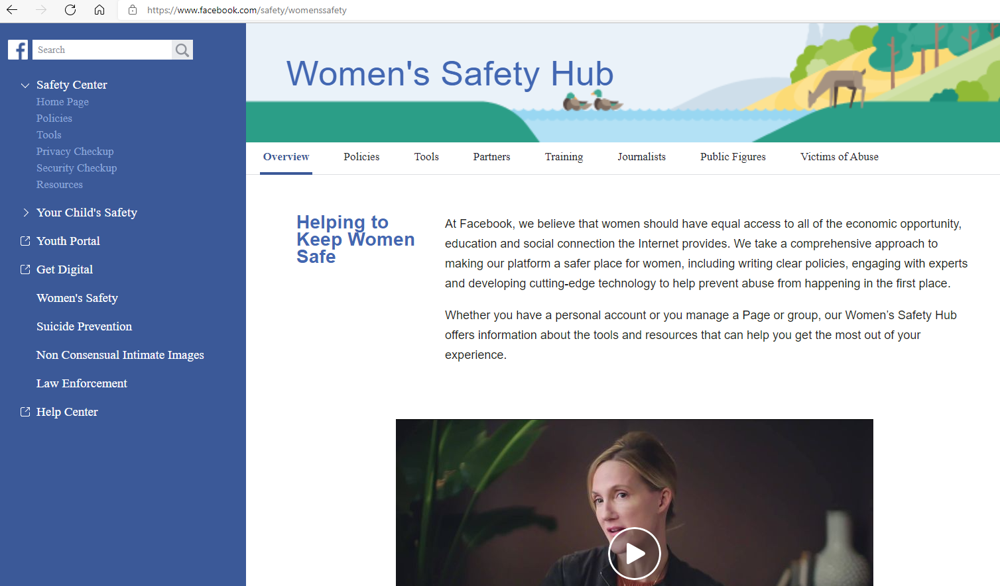 https://www.facebook.com/safety/womenssafety
Search
Safety Center
Home Page
Policies
Tools
Privacy Checkup
Security Checkup
Resources
Your Child's Safety
Youth Portal
Get Digital
Women's Safety
Suicide Prevention
Non Consensual Intimate Images
Law Enforcement
Help Center
Women's Safety Hub
Overview Policies Tools Partners Training Journalists Public Figures Victims of Abuse
Helping to
Keep Women
Safe
At Facebook, we believe that women should have equal access to all of the economic opportunity,
education and social connection the Internet provides. We take a comprehensive approach to
making our platform a safer place for women, including writing clear policies, engaging with experts
and developing cutting-edge technology to help prevent abuse from happening in the first place.
Whether you have a personal account or you manage a Page or group, our Women’s Safety Hub
offers information about the tools and resources that can help you get the most out of your
experience.